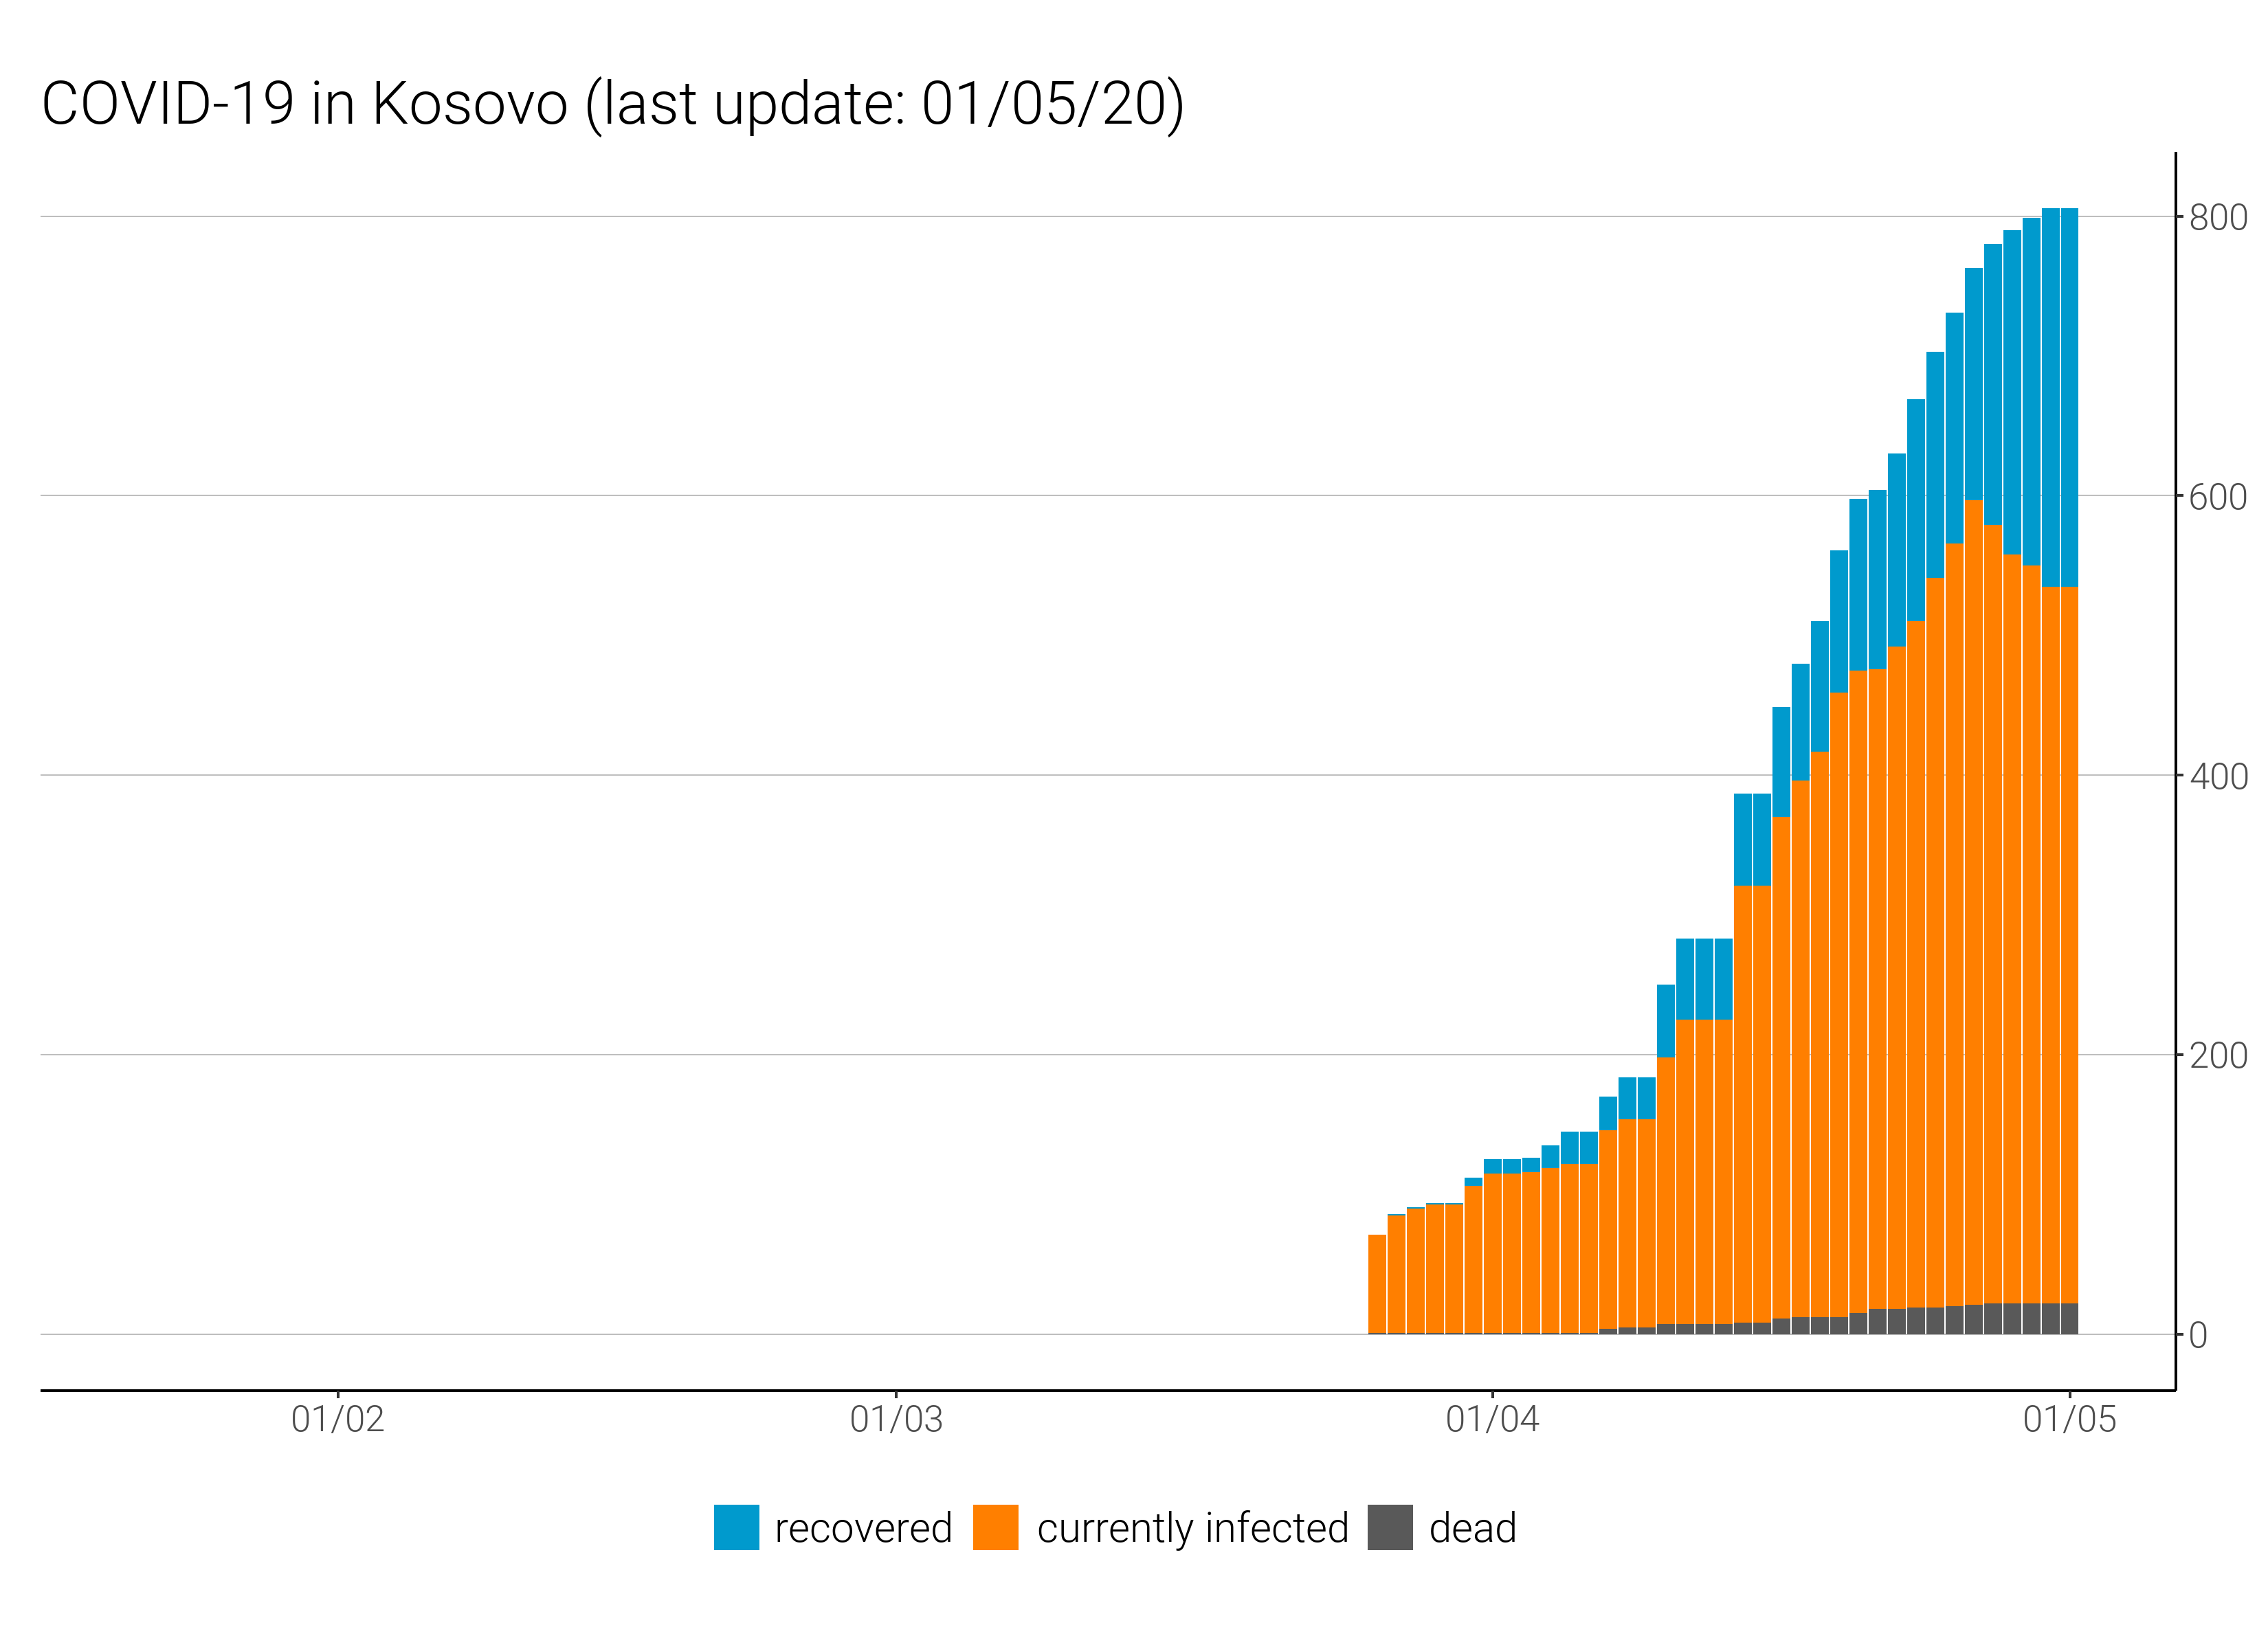 COVID-19 in Kosovo (last update: 01/05/20)
800
600
400
200
0
01/02 01/03 01/04 01/05
recovered currently infected dead